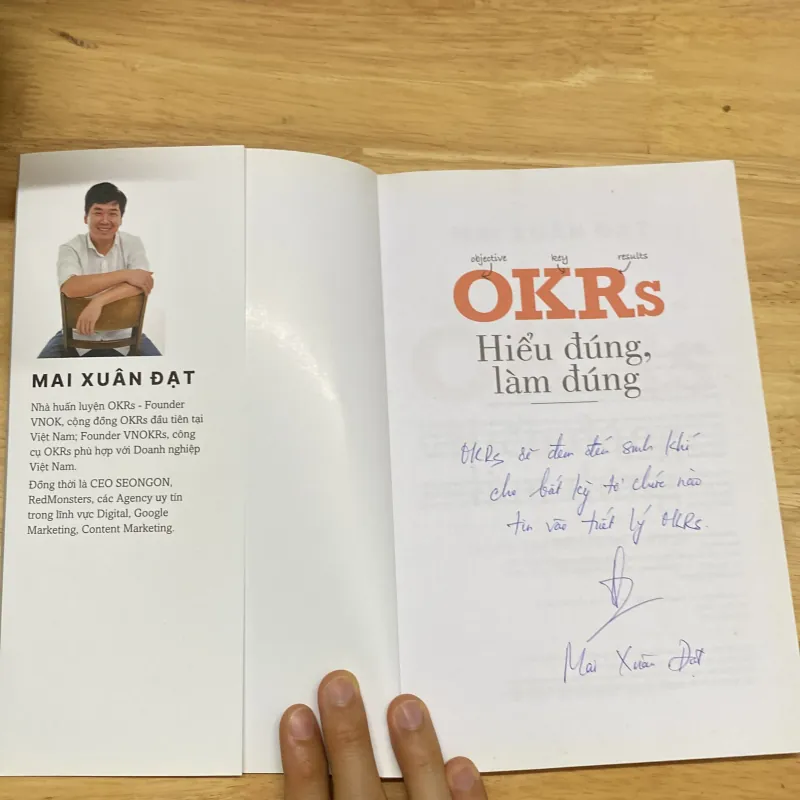 MAI XUÂN ĐẠT
Nhà huấn luyện OKRs - Founder
VNOK, cộng đồng OKRs đầu tiên tại
Việt Nam; Founder VNOKRs, công
cụ OKRs phù hợp với Doanh nghiệp
Việt Nam.
Đồng thời là CEO SEONGON,
RedMonsters, các Agency uy tín
trong lĩnh vực Digital, Google
Marketing, Content Marketing.
objective key results
OKRs
Hiểu đúng,
làm đúng
OKRs sẽ đem đến sinh khí
cho bất kỳ tổ chức nào
tin vào triết lý OKRs.
Mai Xuân Đạt